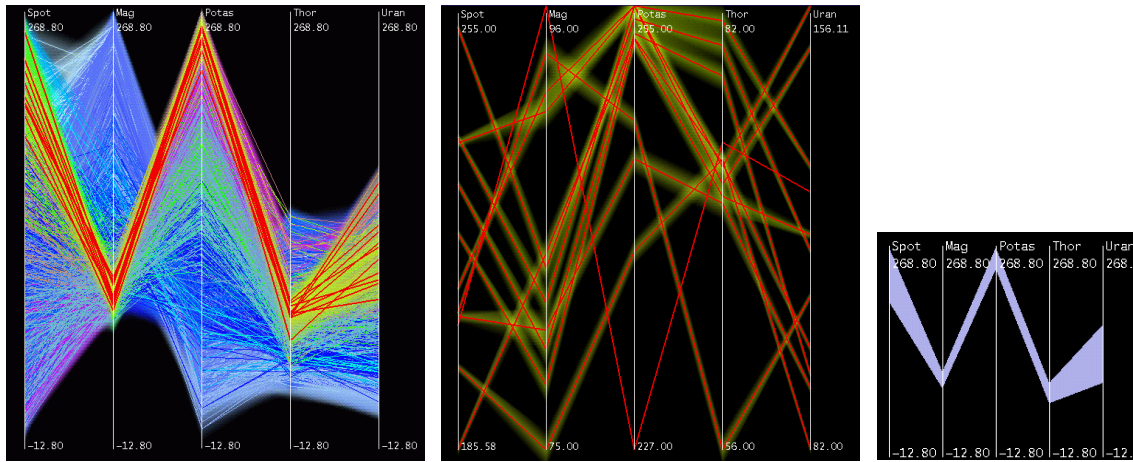 Spot Mag Potas Thor Uran
268.80 268.80 268.80 268.80 268.80
-12.80 -12.80 -12.80 -12.80 -12.80
Spot Mag Potas Thor Uran
255.00 96.00 295.00 82.00 156.11
185.58 75.00 227.00 56.00 82.00
Spot Mag Potas Thor Uran
268.80 268.80 268.80 268.80 268.
-12.80 -12.80 -12.80 -12.80 -12.